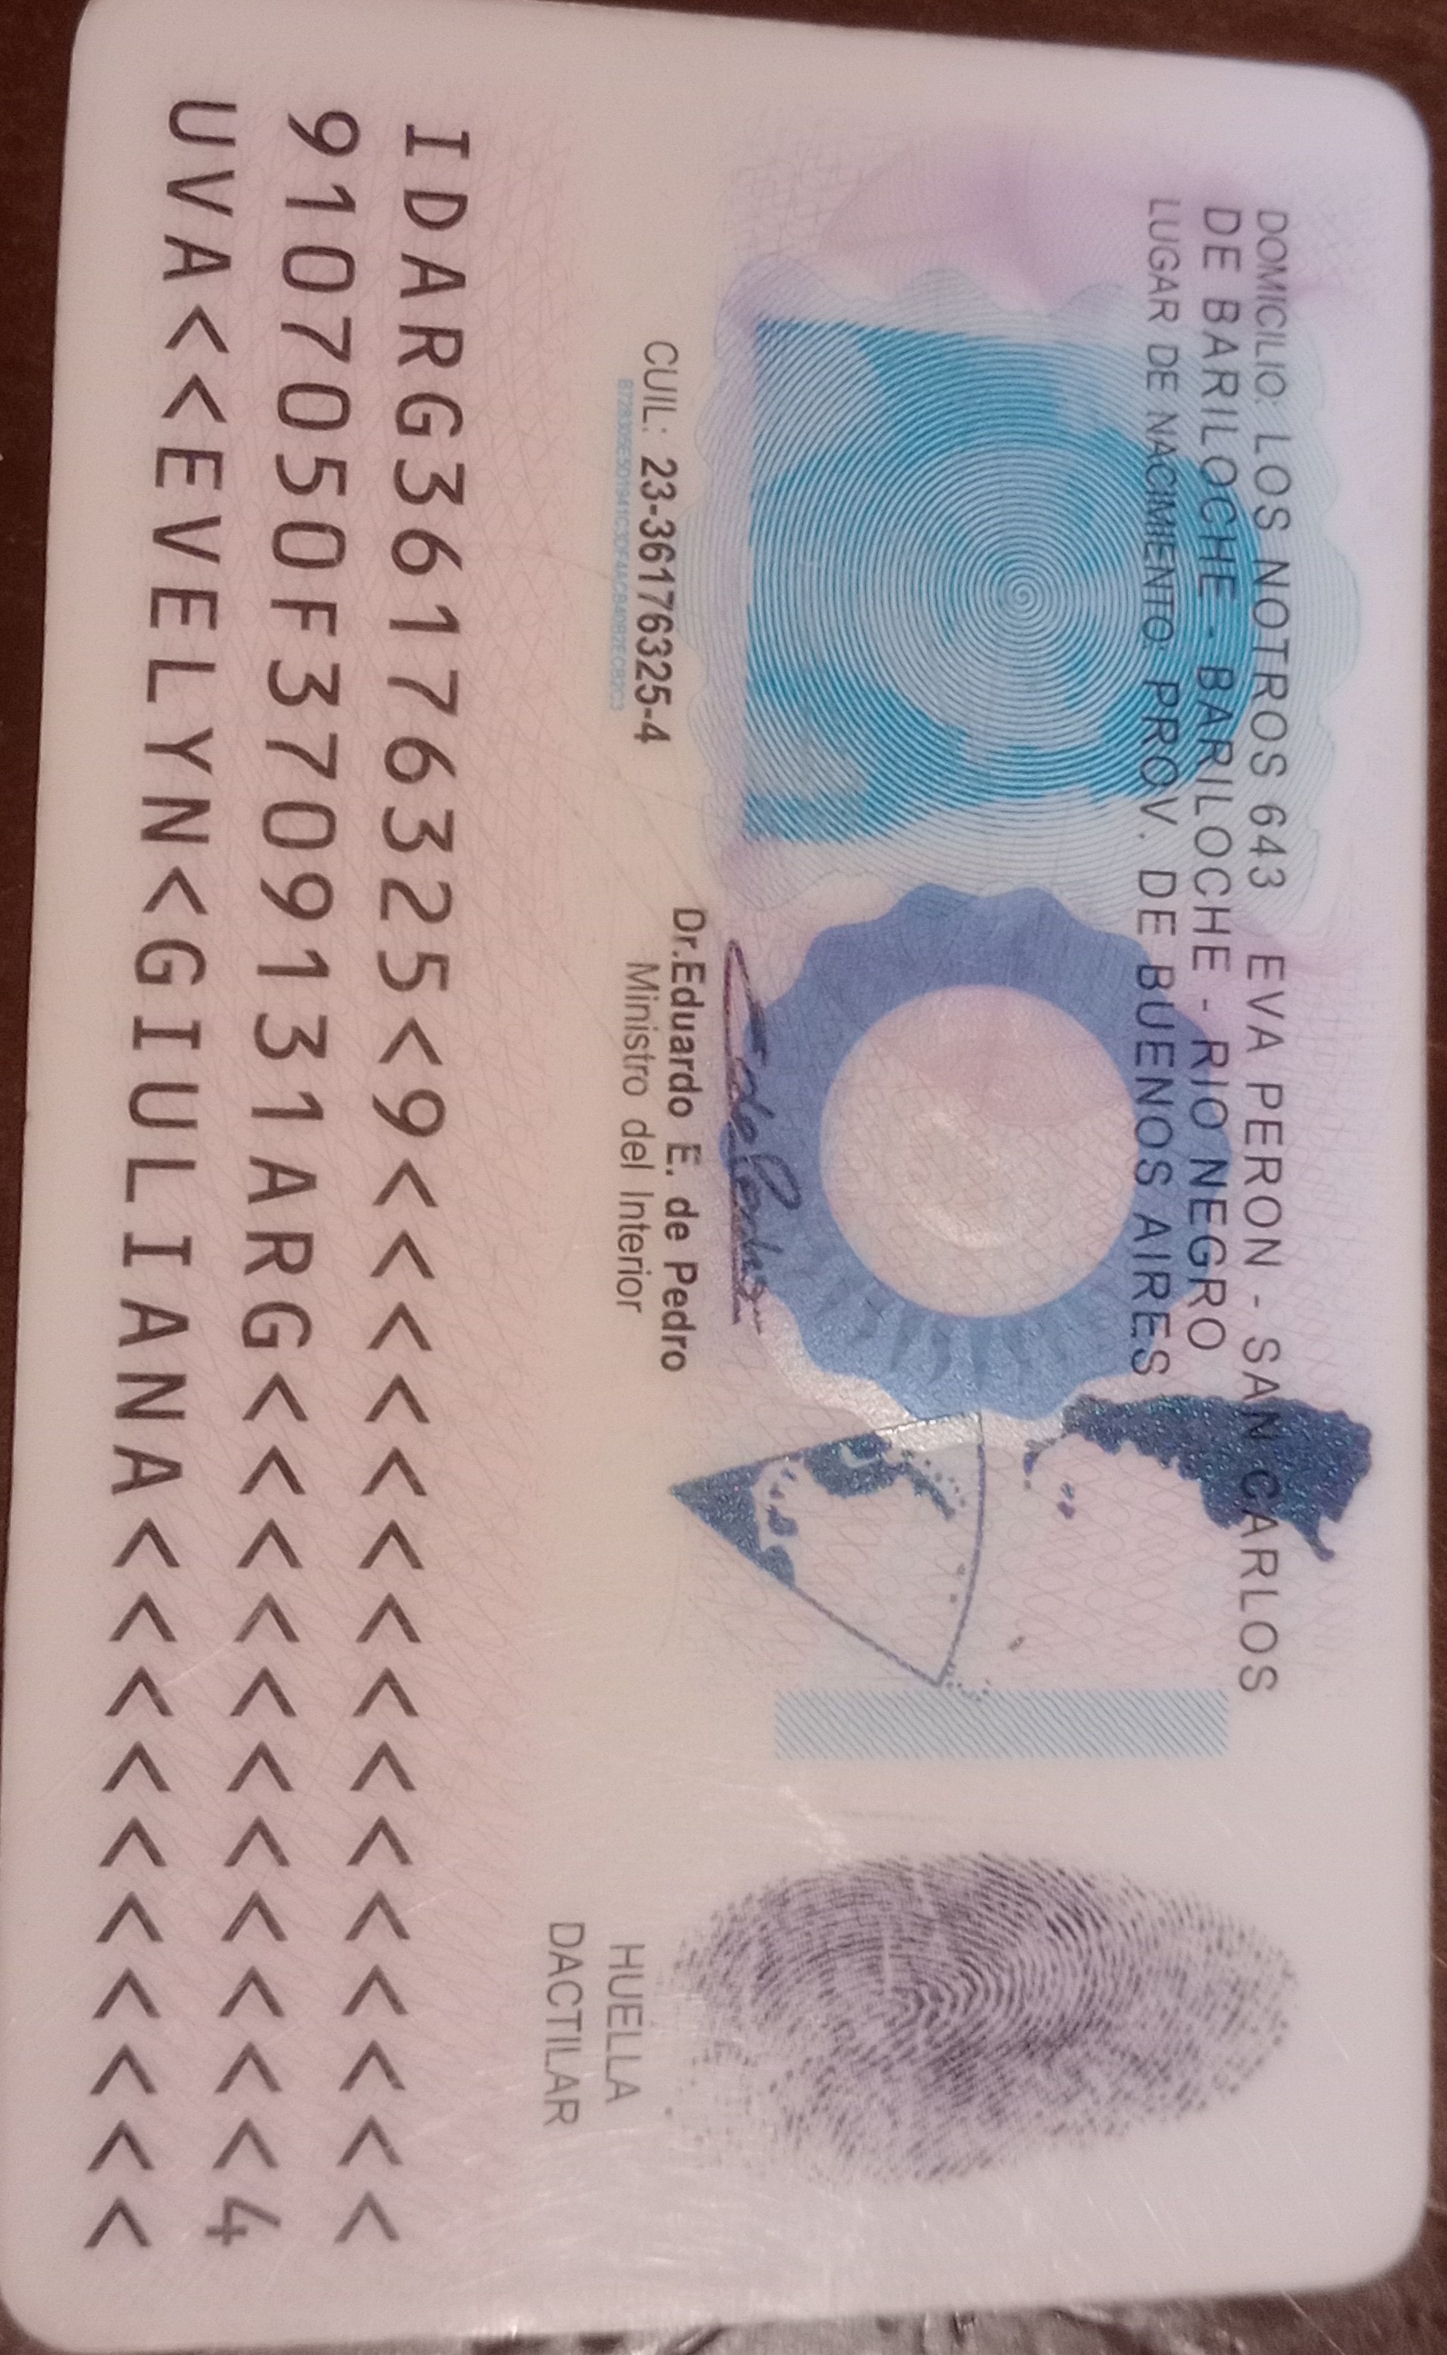 DOMICILIO: LOS NOTROS 643 EVA PERON - SAN CARLOS
DE BARILOCHE - BARILOCHE - RIO NEGRO
LUGAR DE NACIMIENTO: PROV. DE BUENOS AIRES
CUIL: 23-36176325-4
Dr.Eduardo E. de Pedro
Ministro del Interior
HUELLA
DACTILAR
IDARG36176325<9<<<<<<<<<<<<<<<
9107050F3709131ARG<<<<<<<<<<<4
UVA<<EVELYN<GIULIANA<<<<<<<<<<